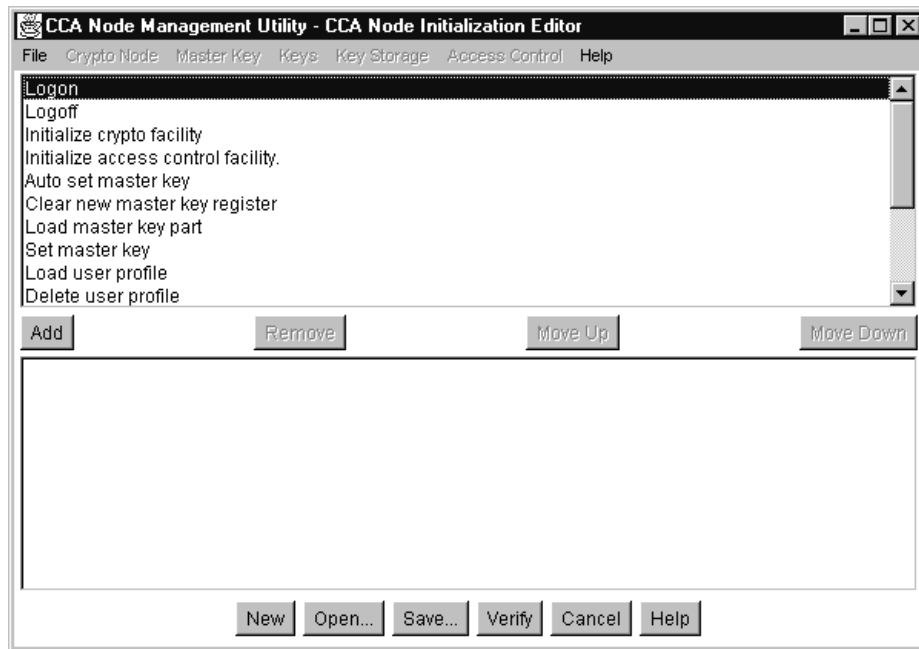 CCA Node Management Utility - CCA Node Initialization Editor
File Crypto Node Master Key Keys Key Storage Access Control Help
Logon
Logoff
Initialize crypto facility
Initialize access control facility.
Auto set master key
Clear new master key register
Load master key part
Set master key
Load user profile
Delete user profile
Add Remove Move Up Move Down
New Open... Save... Verify Cancel Help